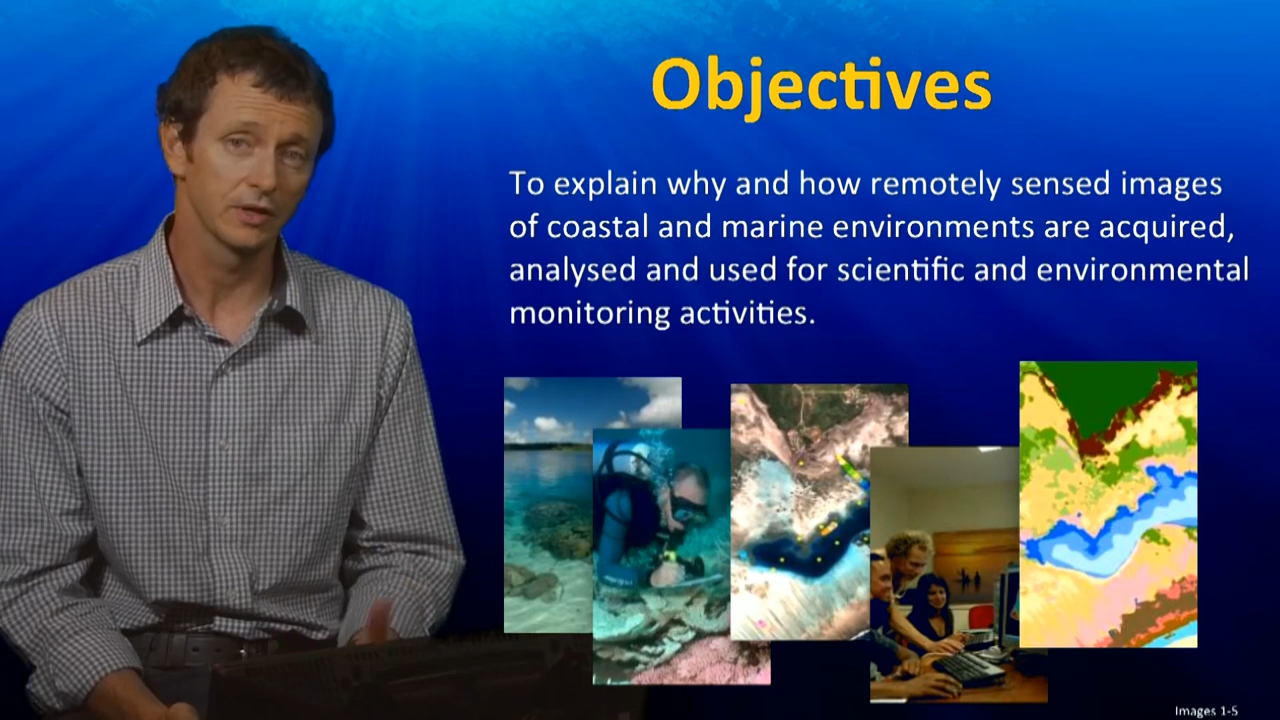 Objectives
To explain why and how remotely sensed images
of coastal and marine environments are acquired,
analysed and used for scientific and environmental
monitoring activities.
Images 1-5